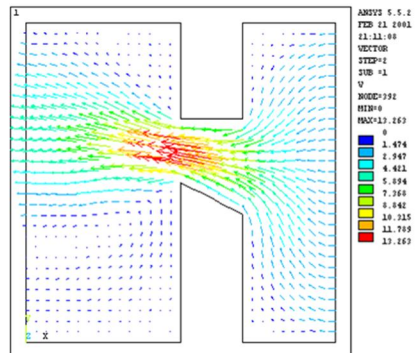 1
ANSYS 5.5.2
FEB 21 2001
21:11:08
VECTOR
STEP=2
SUB =1
V
NODE=392
MIN=0
MAX=13.263
0
1.474
2.947
4.421
5.894
7.368
8.842
10.315
11.789
13.263
X